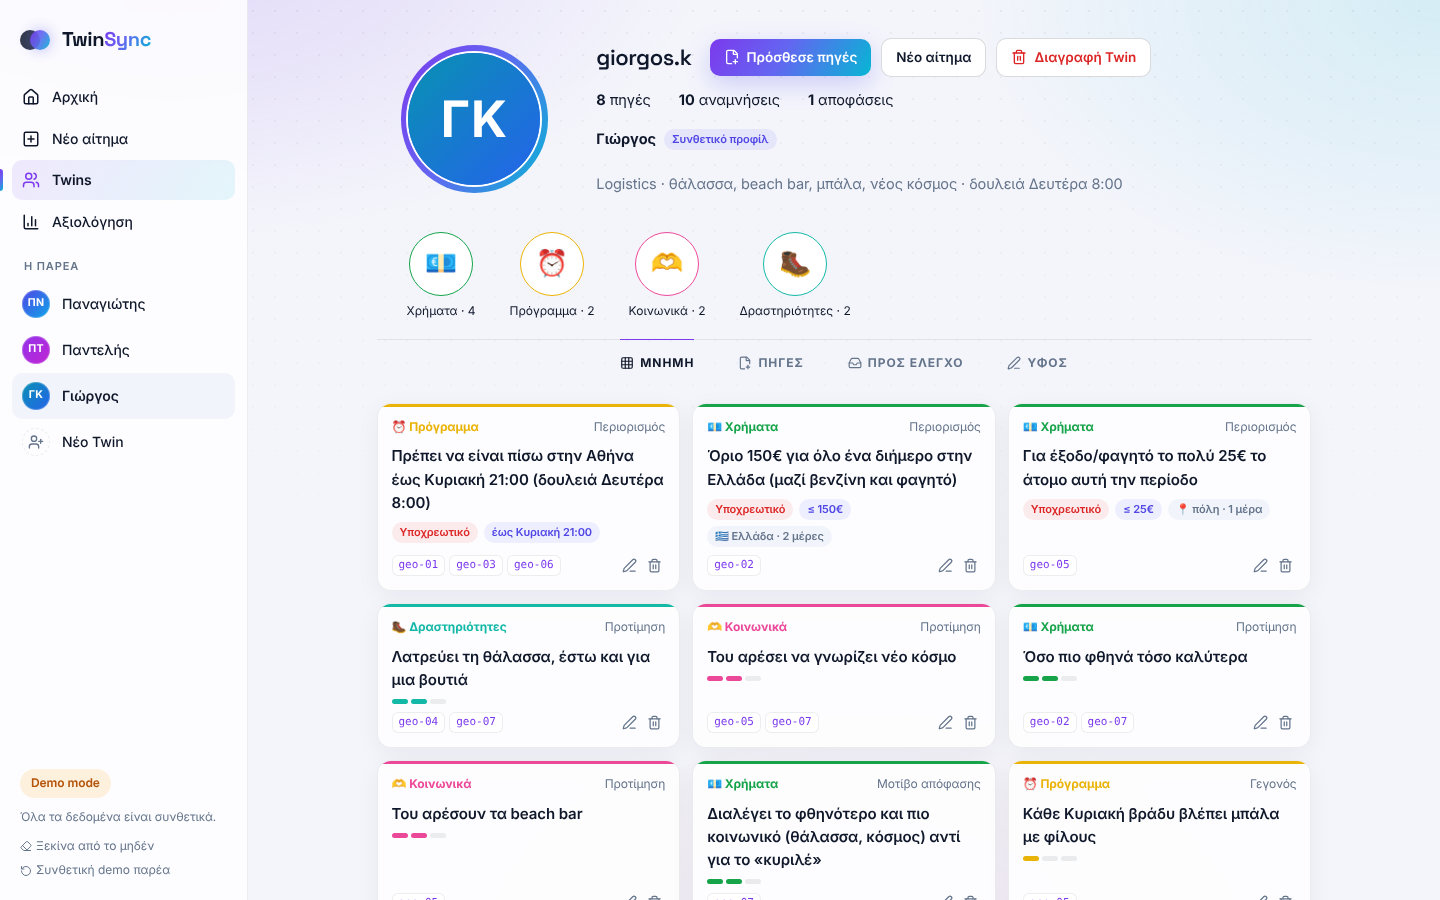 TwinSync
Αρχική
Νέο αίτημα
Twins
Αξιολόγηση
Η ΠΑΡΕΑ
ΠΝ Παναγιώτης
ΠΤ Παντελής
ΓΚ Γιώργος
Νέο Twin
Demo mode
Όλα τα δεδομένα είναι συνθετικά.
Ξεκίνα από το μηδέν
Συνθετική demo παρέα
ΓΚ
giorgos.k Πρόσθεσε πηγές Νέο αίτημα Διαγραφή Twin
8 πηγές 10 αναμνήσεις 1 αποφάσεις
Γιώργος Συνθετικό προφίλ
Logistics · θάλασσα, beach bar, μπάλα, νέος κόσμος · δουλειά Δευτέρα 8:00
Χρήματα · 4 Πρόγραμμα · 2 Κοινωνικά · 2 Δραστηριότητες · 2
ΜΝΗΜΗ ΠΗΓΕΣ ΠΡΟΣ ΕΛΕΓΧΟ ΥΦΟΣ
Πρόγραμμα Περιορισμός
Πρέπει να είναι πίσω στην Αθήνα
έως Κυριακή 21:00 (δουλειά Δευτέρα
8:00)
Υποχρεωτικό έως Κυριακή 21:00
geo-01 geo-03 geo-06
Χρήματα Περιορισμός
Όριο 150€ για όλο ένα διήμερο στην
Ελλάδα (μαζί βενζίνη και φαγητό)
Υποχρεωτικό ≤ 150€
Ελλάδα · 2 μέρες
geo-02
Χρήματα Περιορισμός
Για έξοδο/φαγητό το πολύ 25€ το
άτομο αυτή την περίοδο
Υποχρεωτικό ≤ 25€ πόλη · 1 μέρα
geo-05
Δραστηριότητες Προτίμηση
Λατρεύει τη θάλασσα, έστω και για
μια βουτιά
geo-04 geo-07
Κοινωνικά Προτίμηση
Του αρέσει να γνωρίζει νέο κόσμο
geo-05 geo-07
Χρήματα Προτίμηση
Όσο πιο φθηνά τόσο καλύτερα
geo-02 geo-07
Κοινωνικά Προτίμηση
Του αρέσουν τα beach bar
Χρήματα Μοτίβο απόφασης
Διαλέγει το φθηνότερο και πιο
κοινωνικό (θάλασσα, κόσμος) αντί
για το «κυριλέ»
Πρόγραμμα Γεγονός
Κάθε Κυριακή βράδυ βλέπει μπάλα
με φίλους